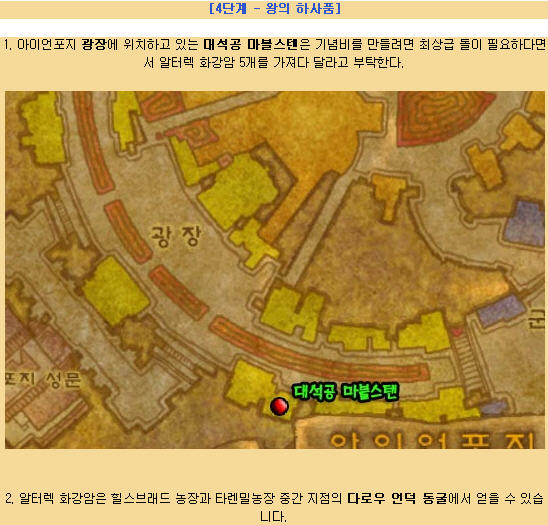 [4단계 - 왕의 하사품]
1. 아이언포지 광장에 위치하고 있는 대석공 마블스텐은 기념비를 만들려면 최상급 돌이 필요하다면
서 알터렉 화강암 5개를 가져다 달라고 부탁한다.
광 장
대석공 마블스텐
포지 성문
아이언포지
2. 알터렉 화강암은 힐스브래드 농장과 타렌밀농장 중간 지점의 다로우 언덕 동굴에서 얻을 수 있습
니다.